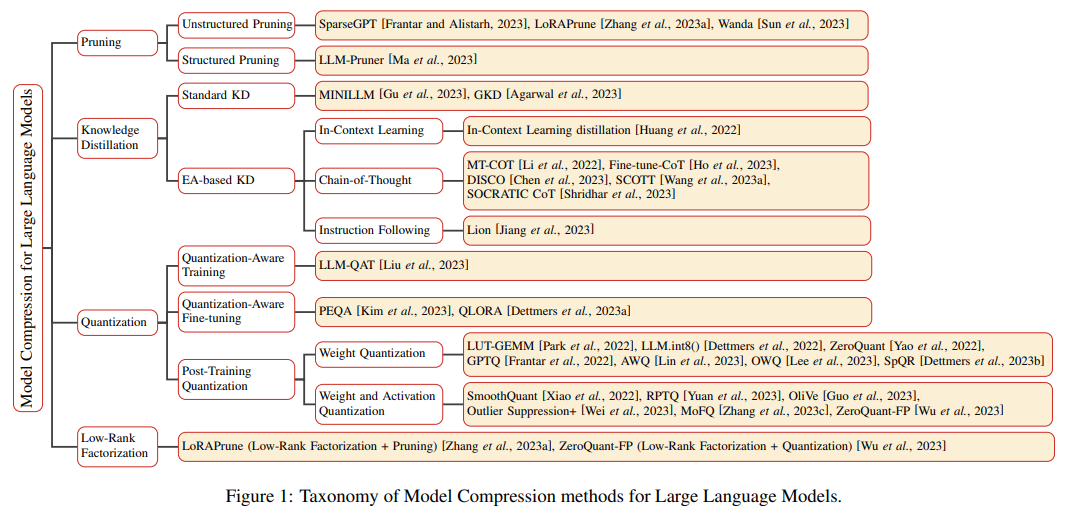 Model Compression for Large Language Models
Pruning
Unstructured Pruning
SparseGPT [Frantar and Alistarh, 2023], LoRAPrune [Zhang et al., 2023a], Wanda [Sun et al., 2023]
Structured Pruning
LLM-Pruner [Ma et al., 2023]
Knowledge
Distillation
Standard KD
MINILLM [Gu et al., 2023], GKD [Agarwal et al., 2023]
EA-based KD
In-Context Learning
In-Context Learning distillation [Huang et al., 2022]
Chain-of-Thought
MT-COT [Li et al., 2022], Fine-tune-CoT [Ho et al., 2023],
DISCO [Chen et al., 2023], SCOTT [Wang et al., 2023a],
SOCRATIC CoT [Shridhar et al., 2023]
Instruction Following
Lion [Jiang et al., 2023]
Quantization
Quantization-Aware
Training
LLM-QAT [Liu et al., 2023]
Quantization-Aware
Fine-tuning
PEQA [Kim et al., 2023], QLORA [Dettmers et al., 2023a]
Post-Training
Quantization
Weight Quantization
LUT-GEMM [Park et al., 2022], LLM.int8() [Dettmers et al., 2022], ZeroQuant [Yao et al., 2022],
GPTQ [Frantar et al., 2022], AWQ [Lin et al., 2023], OWQ [Lee et al., 2023], SpQR [Dettmers et al., 2023b]
Weight and Activation
Quantization
SmoothQuant [Xiao et al., 2022], RPTQ [Yuan et al., 2023], OliVe [Guo et al., 2023],
Outlier Suppression+ [Wei et al., 2023], MoFQ [Zhang et al., 2023c], ZeroQuant-FP [Wu et al., 2023]
Low-Rank
Factorization
LoRAPrune (Low-Rank Factorization + Pruning) [Zhang et al., 2023a], ZeroQuant-FP (Low-Rank Factorization + Quantization) [Wu et al., 2023]
Figure 1: Taxonomy of Model Compression methods for Large Language Models.